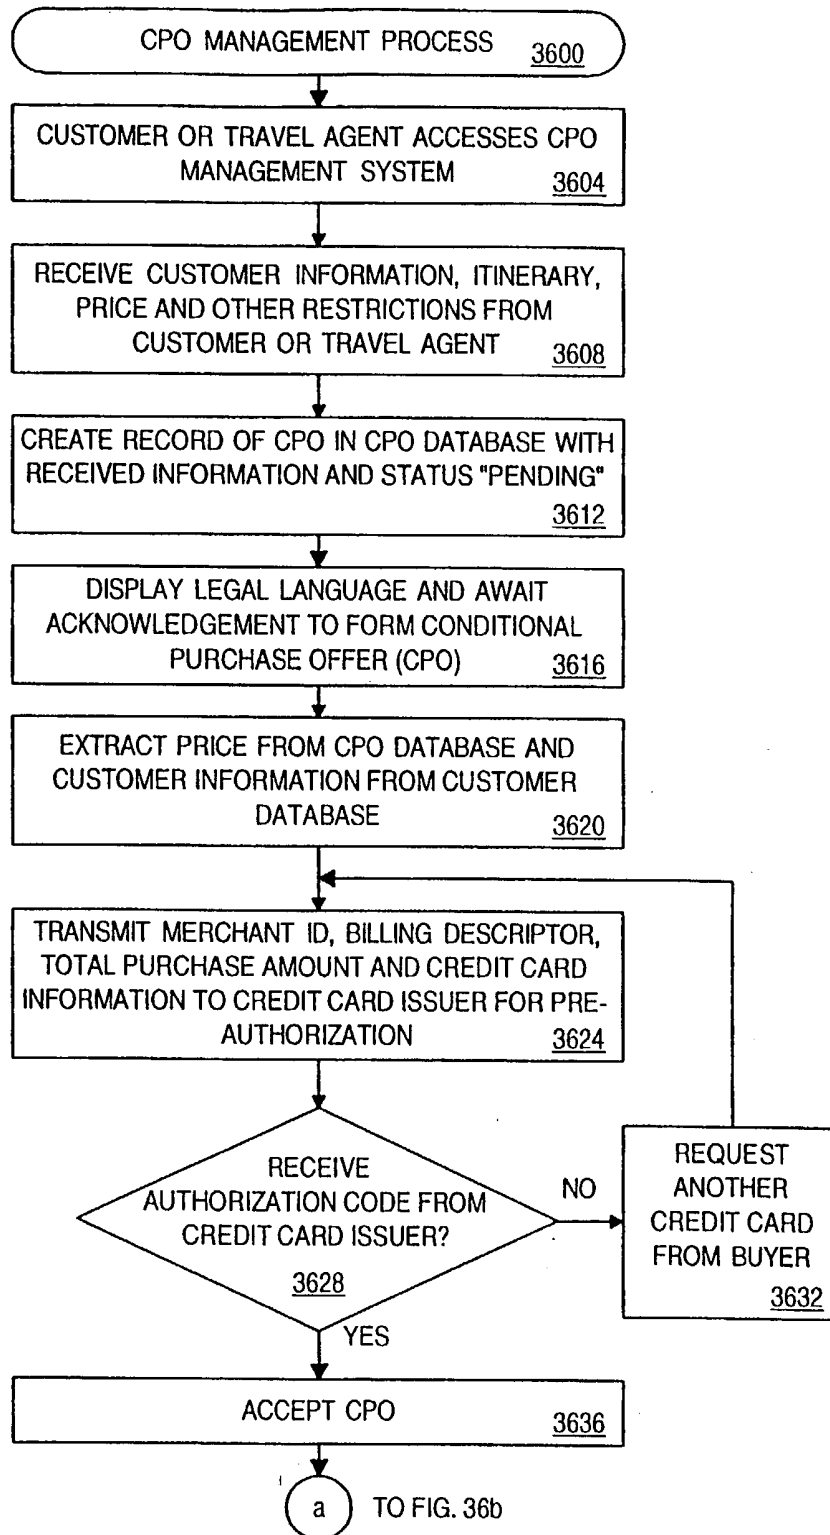 CPO MANAGEMENT PROCESS 3600
CUSTOMER OR TRAVEL AGENT ACCESSES CPO
MANAGEMENT SYSTEM
3604
RECEIVE CUSTOMER INFORMATION, ITINERARY,
PRICE AND OTHER RESTRICTIONS FROM
CUSTOMER OR TRAVEL AGENT
3608
CREATE RECORD OF CPO IN CPO DATABASE WITH
RECEIVED INFORMATION AND STATUS "PENDING"
3612
DISPLAY LEGAL LANGUAGE AND AWAIT
ACKNOWLEDGEMENT TO FORM CONDITIONAL
PURCHASE OFFER (CPO)
3616
EXTRACT PRICE FROM CPO DATABASE AND
CUSTOMER INFORMATION FROM CUSTOMER
DATABASE
3620
TRANSMIT MERCHANT ID, BILLING DESCRIPTOR,
TOTAL PURCHASE AMOUNT AND CREDIT CARD
INFORMATION TO CREDIT CARD ISSUER FOR PRE-
AUTHORIZATION
3624
RECEIVE
AUTHORIZATION CODE FROM
CREDIT CARD ISSUER?
3628
NO
REQUEST
ANOTHER
CREDIT CARD
FROM BUYER
3632
YES
ACCEPT CPO
3636
a TO FIG. 36b